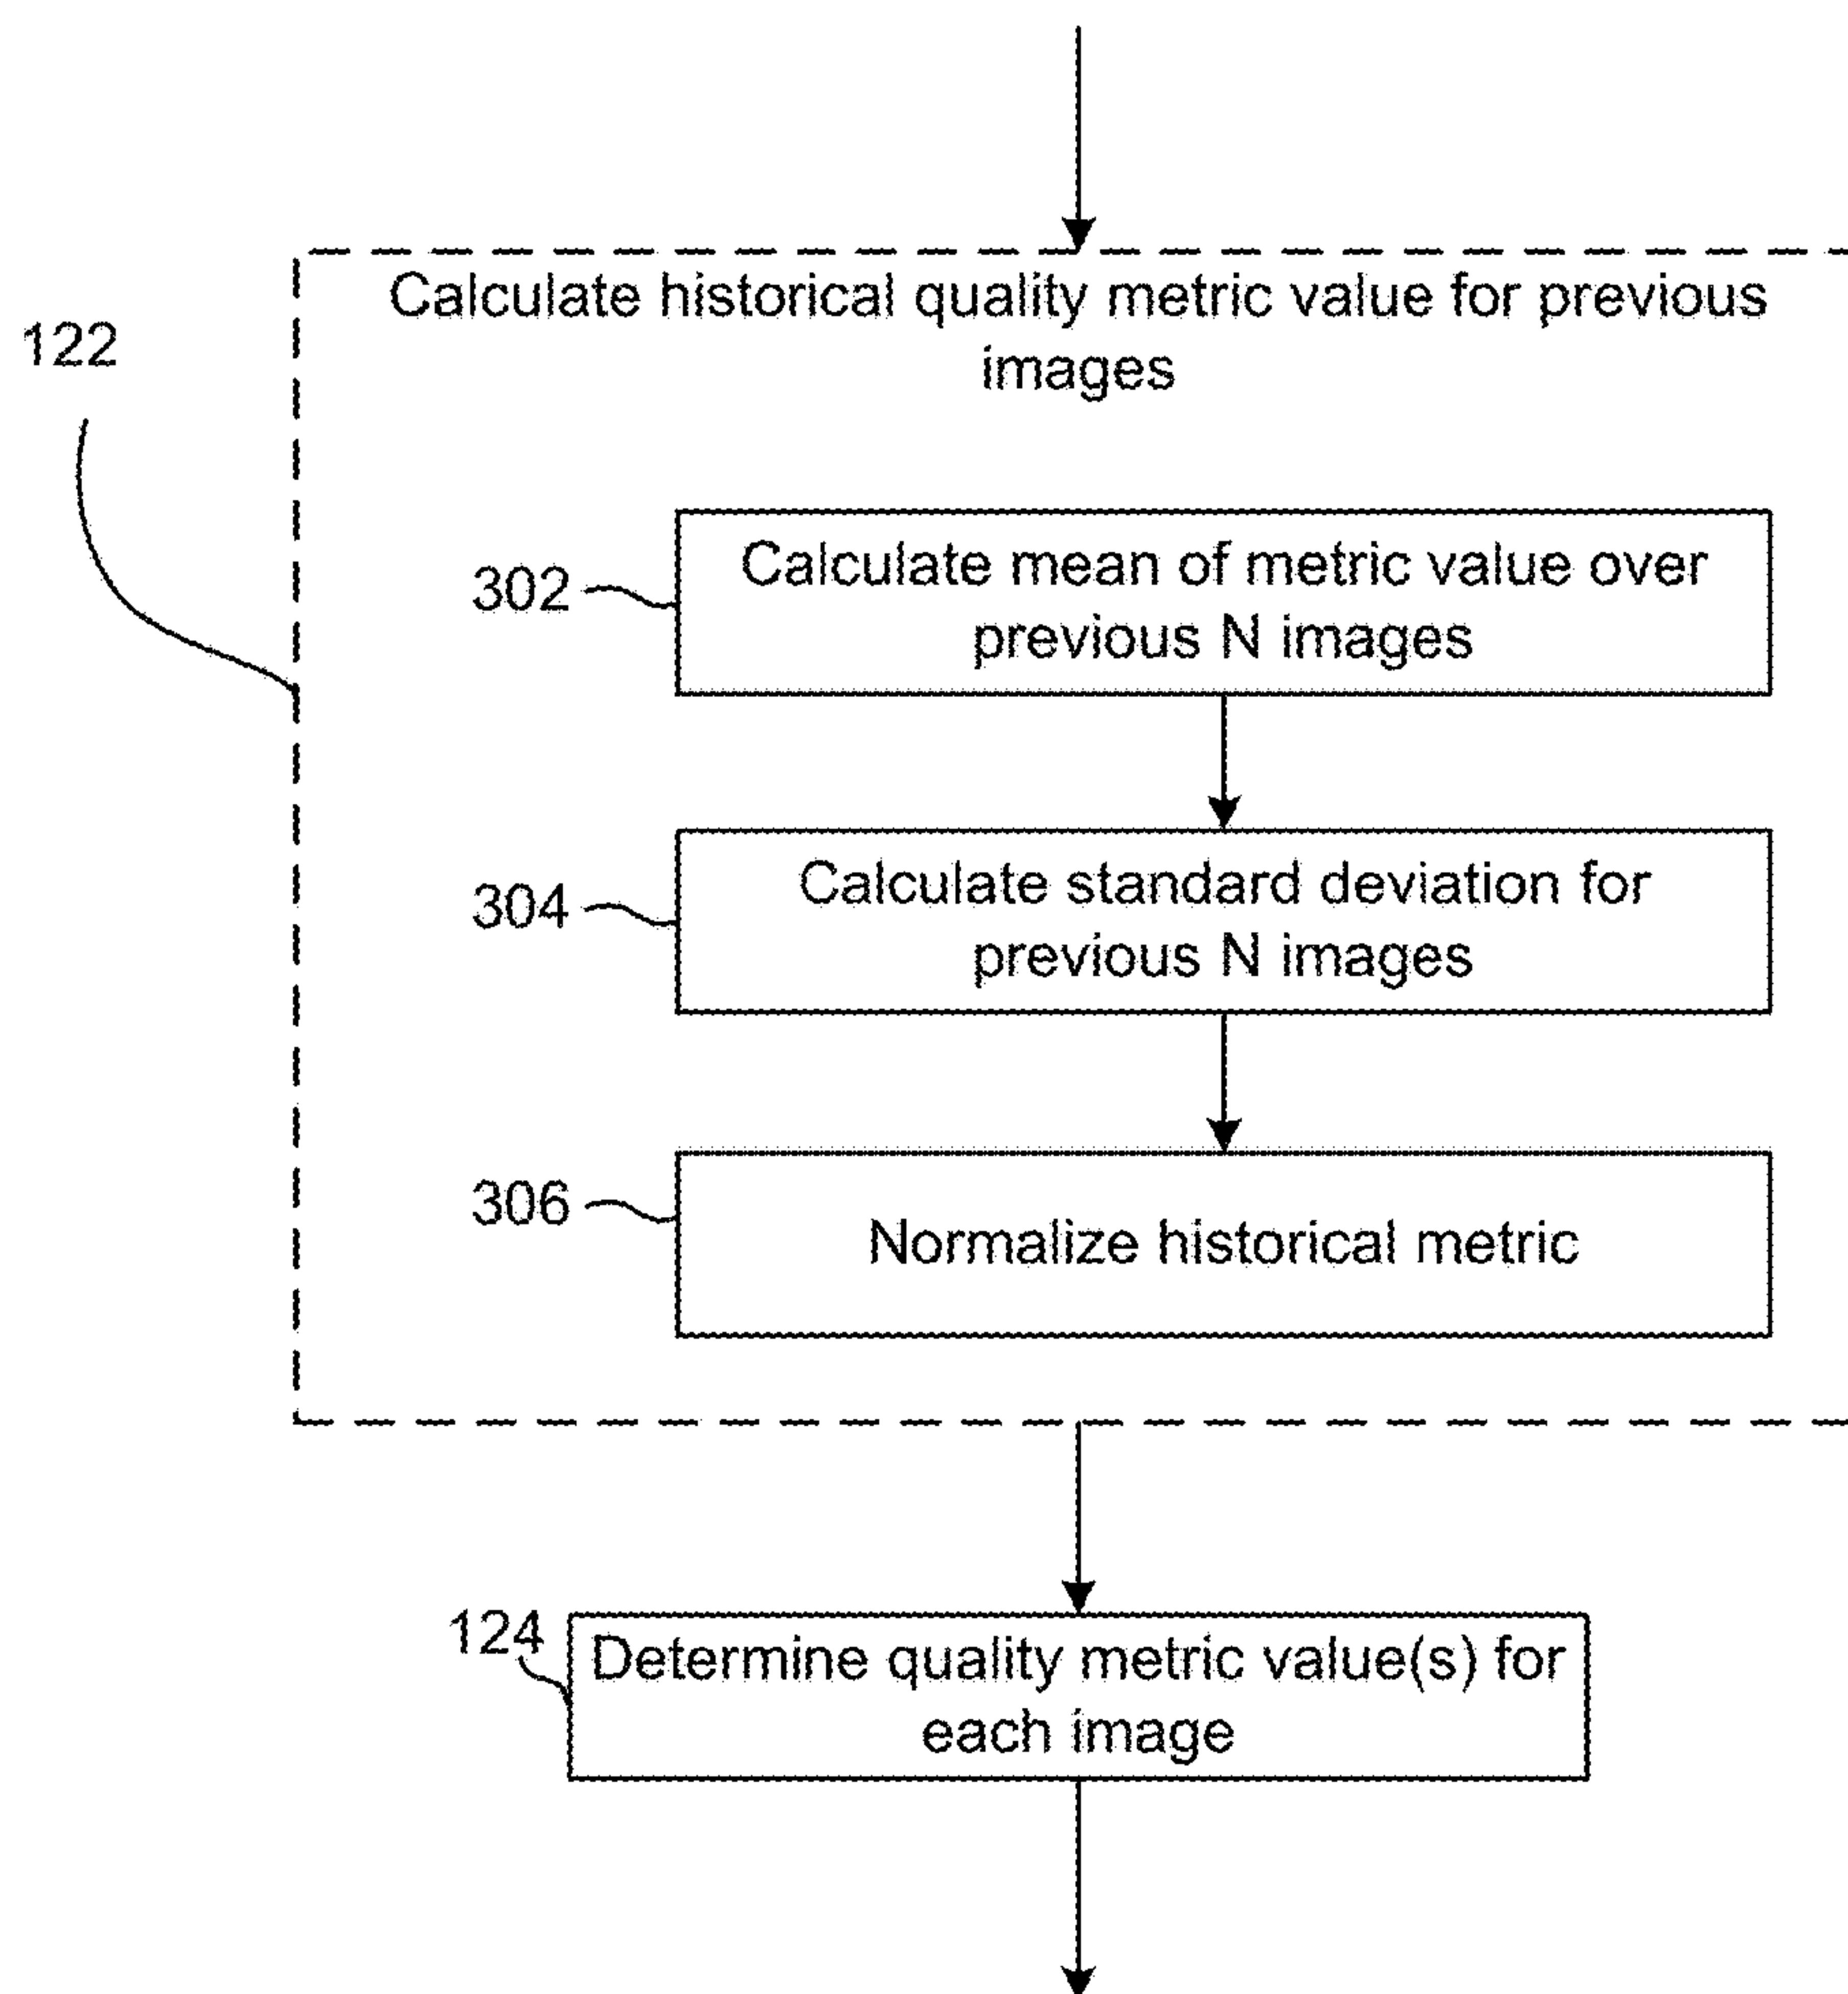 Calculate historical quality metric value for previous
images
122
302
Calculate mean of metric value over
previous N images
304
Calculate standard deviation for
previous N images
306
Normalize historical metric
124
Determine quality metric value(s) for
each image